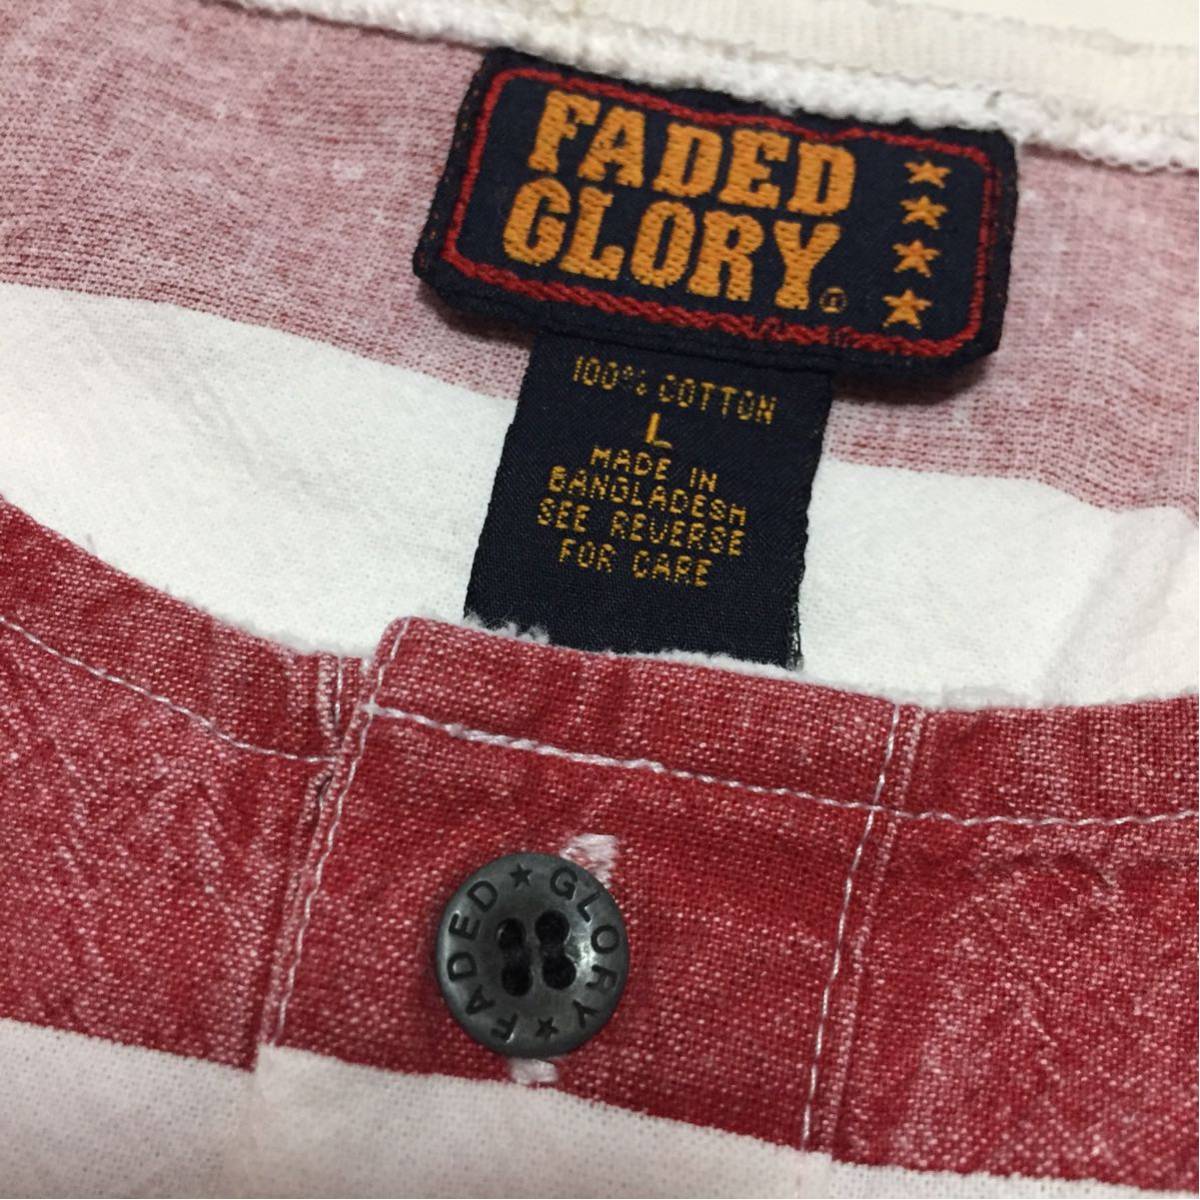 FADED
GLORY®
100% COTTON
L
MADE IN
BANGLADESH
SEE REVERSE
FOR CARE
FADED ★ GLORY ★